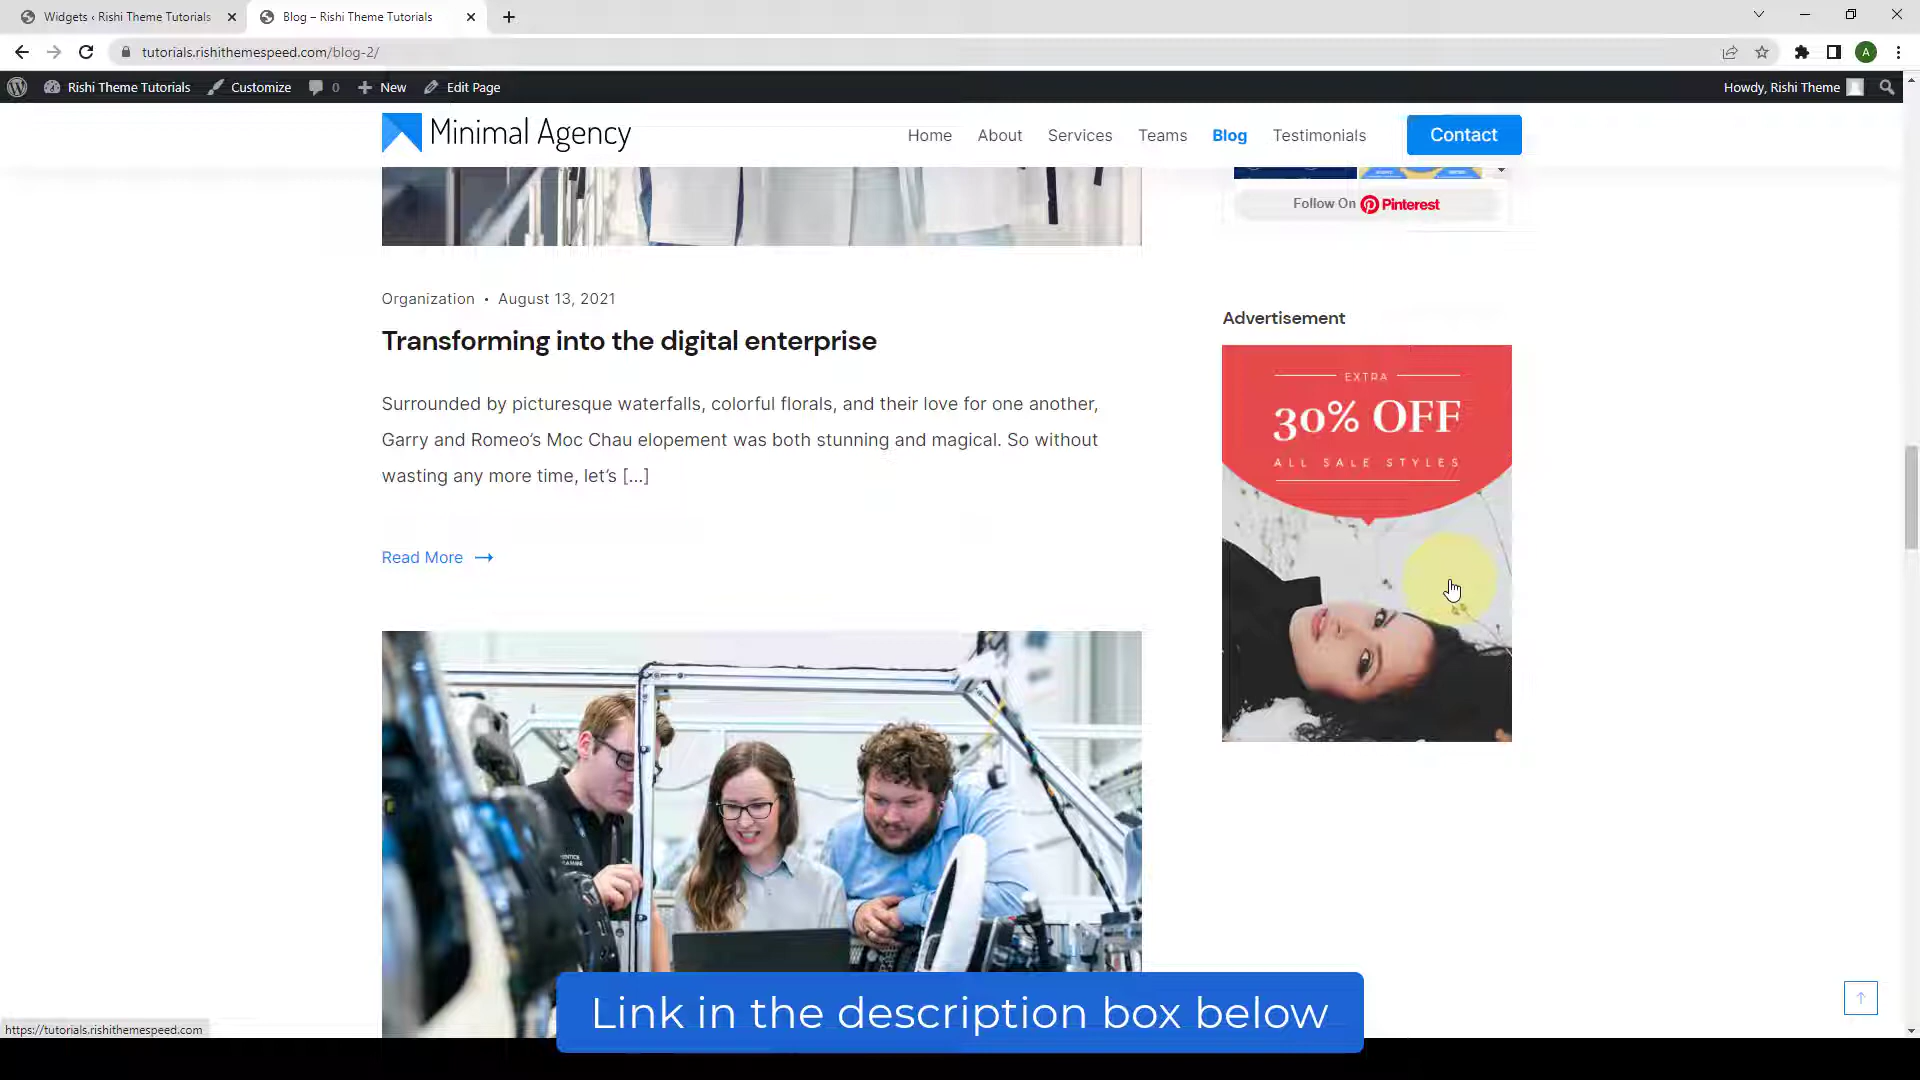 Widgets ‹ Rishi Theme Tutorials
Blog – Rishi Theme Tutorials
tutorials.rishithemespeed.com/blog-2/
A
Rishi Theme Tutorials
Customize
0
New
Edit Page
Howdy, Rishi Theme
Minimal Agency
Home
About
Services
Teams
Blog
Testimonials
Contact
Follow On Pinterest
Organization • August 13, 2021
Transforming into the digital enterprise
Surrounded by picturesque waterfalls, colorful florals, and their love for one another,
Garry and Romeo’s Moc Chau elopement was both stunning and magical. So without
wasting any more time, let’s […]
Read More →
Advertisement
EXTRA
30% OFF
ALL SALE STYLES
Link in the description box below
https://tutorials.rishithemespeed.com